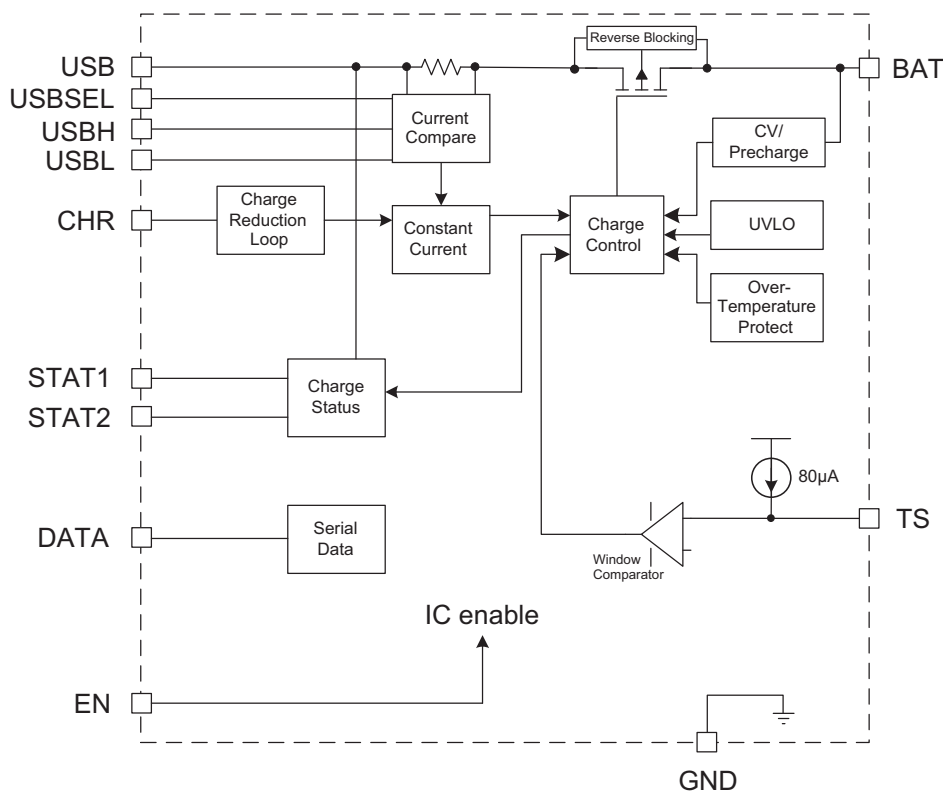 Reverse Blocking
USB
BAT
USBSEL
USBH
USBL
Current
Compare
CV/
Precharge
CHR
Charge
Reduction
Loop
Constant
Current
Charge
Control
UVLO
Over-
Temperature
Protect
STAT1
STAT2
Charge
Status
80µA
TS
DATA
Serial
Data
Window
Comparator
IC enable
EN
GND